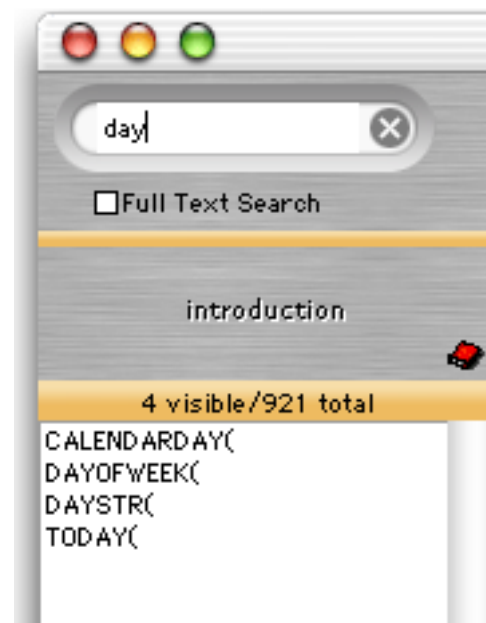 day
Full Text Search
introduction
4 visible/921 total
CALENDARDAY(
DAYOFWEEK(
DAYSTR(
TODAY(